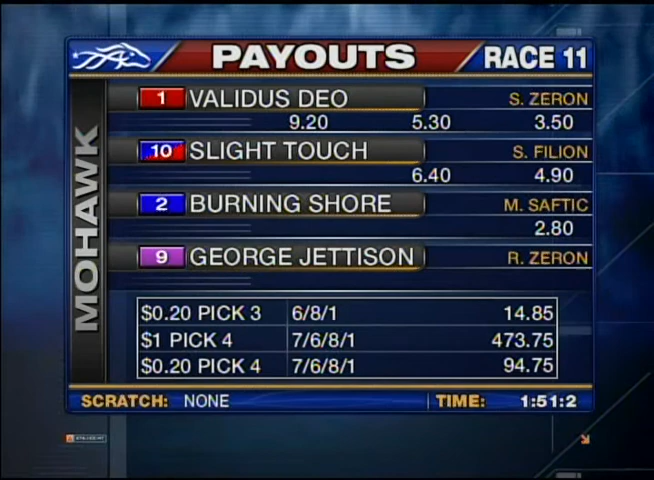 PAYOUTS RACE 11
MOHAWK
1 VALIDUS DEO S. ZERON
9.20 5.30 3.50
10 SLIGHT TOUCH S. FILION
6.40 4.90
2 BURNING SHORE M. SAFTIC
2.80
9 GEORGE JETTISON R. ZERON
$0.20 PICK 3 6/8/1 14.85
$1 PICK 4 7/6/8/1 473.75
$0.20 PICK 4 7/6/8/1 94.75
SCRATCH: NONE TIME: 1:51:2